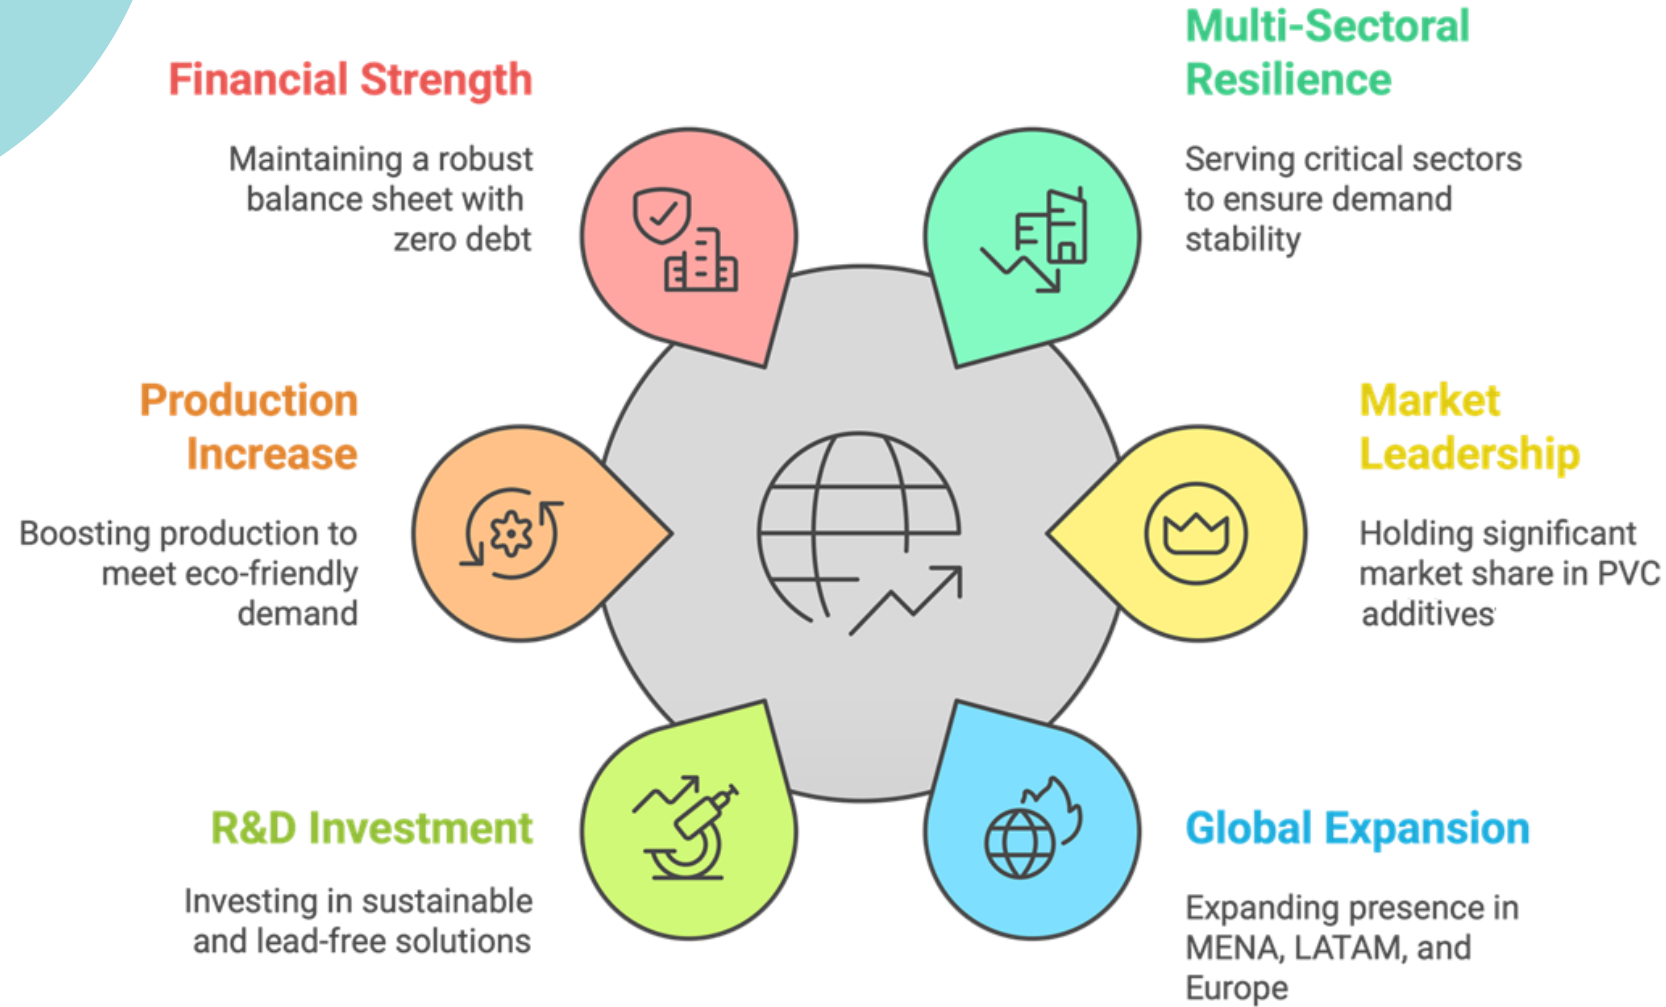 Financial Strength
Maintaining a robust
balance sheet with
zero debt
Multi-Sectoral
Resilience
Serving critical sectors
to ensure demand
stability
Production
Increase
Boosting production to
meet eco-friendly
demand
Market
Leadership
Holding significant
market share in PVC
additives
R&D Investment
Investing in sustainable
and lead-free solutions
Global Expansion
Expanding presence in
MENA, LATAM, and
Europe